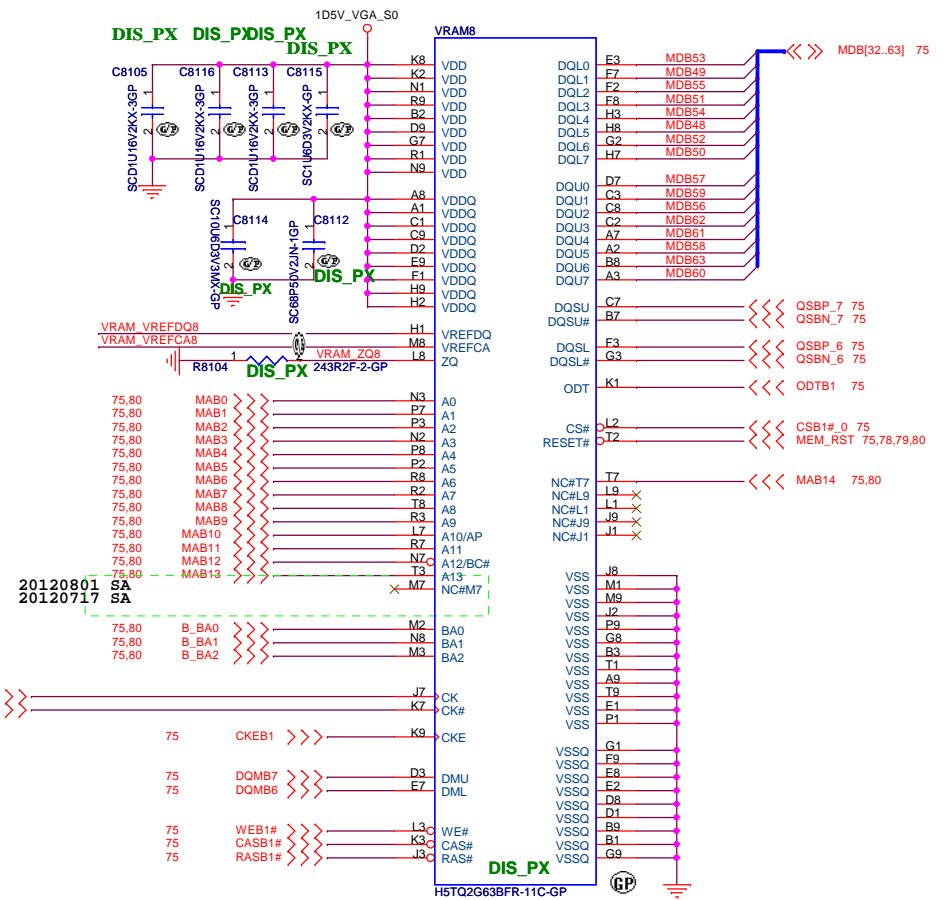 1D5V_VGA_S0
DIS_PX DIS_PX DIS_PX
DIS_PX
VRAM8
C8105 C8116 C8113 C8115
1 1 1 1
2 2 2 2
SCD1U16V2KX-3GP
SCD1U16V2KX-3GP
SCD1U16V2KX-3GP
SC1U6D3V2KX-GP
C8114 C8112
1 1
2 2
SC10U6D3V3MX-GP
SC68P50V2JN-1GP
DIS_PX DIS_PX
K8 VDD
K2 VDD
N1 VDD
R9 VDD
B2 VDD
D9 VDD
G7 VDD
R1 VDD
N9 VDD
A8 VDDQ
A1 VDDQ
C1 VDDQ
C9 VDDQ
D2 VDDQ
E9 VDDQ
F1 VDDQ
H9 VDDQ
H2 VDDQ
VRAM_VREFDQ8 H1 VREFDQ
VRAM_VREFCA8 M8 VREFCA
1 2 VRAM_ZQ8 L8 ZQ
R8104 DIS_PX 243R2F-2-GP
75,80 MAB0 N3 A0
75,80 MAB1 P7 A1
75,80 MAB2 P3 A2
75,80 MAB3 N2 A3
75,80 MAB4 P8 A4
75,80 MAB5 P2 A5
75,80 MAB6 R8 A6
75,80 MAB7 R2 A7
75,80 MAB8 T8 A8
75,80 MAB9 R3 A9
75,80 MAB10 L7 A10/AP
75,80 MAB11 R7 A11
75,80 MAB12 N7 A12/BC#
75,80 MAB13 T3 A13
20120801 SA M7 NC#M7
20120717 SA
75,80 B_BA0 M2 BA0
75,80 B_BA1 N8 BA1
75,80 B_BA2 M3 BA2
J7 CK
K7 CK#
75 CKEB1 K9 CKE
75 DQMB7 D3 DMU
75 DQMB6 E7 DML
75 WEB1# L3 WE#
75 CASB1# K3 CAS#
75 RASB1# J3 RAS#
DQL0 E3 MDB53 MDB[32..63] 75
DQL1 F7 MDB49
DQL2 F2 MDB55
DQL3 F8 MDB51
DQL4 H3 MDB54
DQL5 H8 MDB48
DQL6 G2 MDB52
DQL7 H7 MDB50
DQU0 D7 MDB57
DQU1 C3 MDB59
DQU2 C8 MDB56
DQU3 C2 MDB62
DQU4 A7 MDB61
DQU5 A2 MDB58
DQU6 B8 MDB63
DQU7 A3 MDB60
DQSU C7 QSBP_7 75
DQSU# B7 QSBN_7 75
DQSL F3 QSBP_6 75
DQSL# G3 QSBN_6 75
ODT K1 ODTB1 75
CS# L2 CSB1#_0 75
RESET# T2 MEM_RST 75,78,79,80
NC#T7 T7 MAB14 75,80
NC#L9 L9
NC#L1 L1
NC#J9 J9
NC#J1 J1
VSS J8
VSS M1
VSS M9
VSS J2
VSS P9
VSS G8
VSS B3
VSS T1
VSS A9
VSS T9
VSS E1
VSS P1
VSSQ G1
VSSQ F9
VSSQ E8
VSSQ E2
VSSQ D8
VSSQ D1
VSSQ B9
VSSQ B1
VSSQ G9
DIS_PX
GP
H5TQ2G63BFR-11C-GP